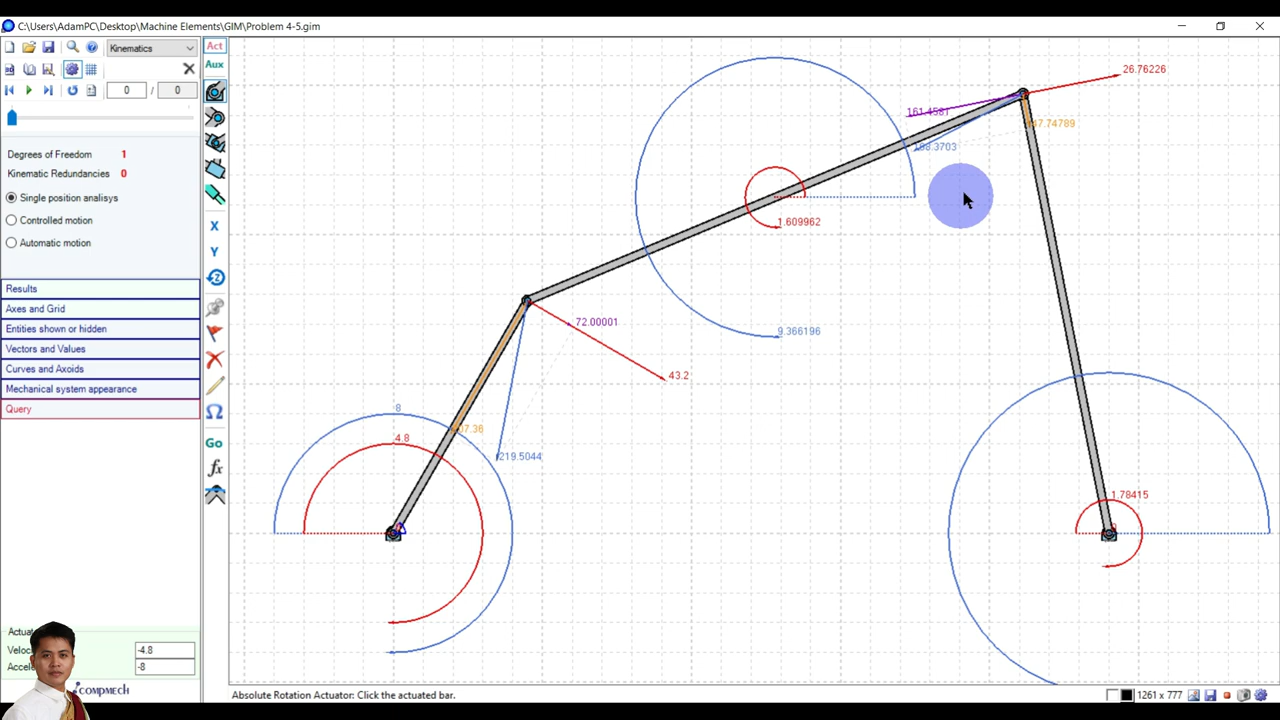 C:\Users\AdamPC\Desktop\Machine Elements\GIM\Problem 4-5.gim
Kinematics
Act
Aux
0 / 0
Degrees of Freedom 1
Kinematic Redundancies 0
Single position analisys
Controlled motion
Automatic motion
Results
Axes and Grid
Entities shown or hidden
Vectors and Values
Curves and Axoids
Mechanical system appearance
Query
X
Y
Go
fx
26.76226
161.4587
47.74789
1.609962
72.00001
9.366196
43.2
8
4.8
219.5044
1.78415
-4.8
-8
COMPMECH
Absolute Rotation Actuator: Click the actuated bar.
1261 x 777